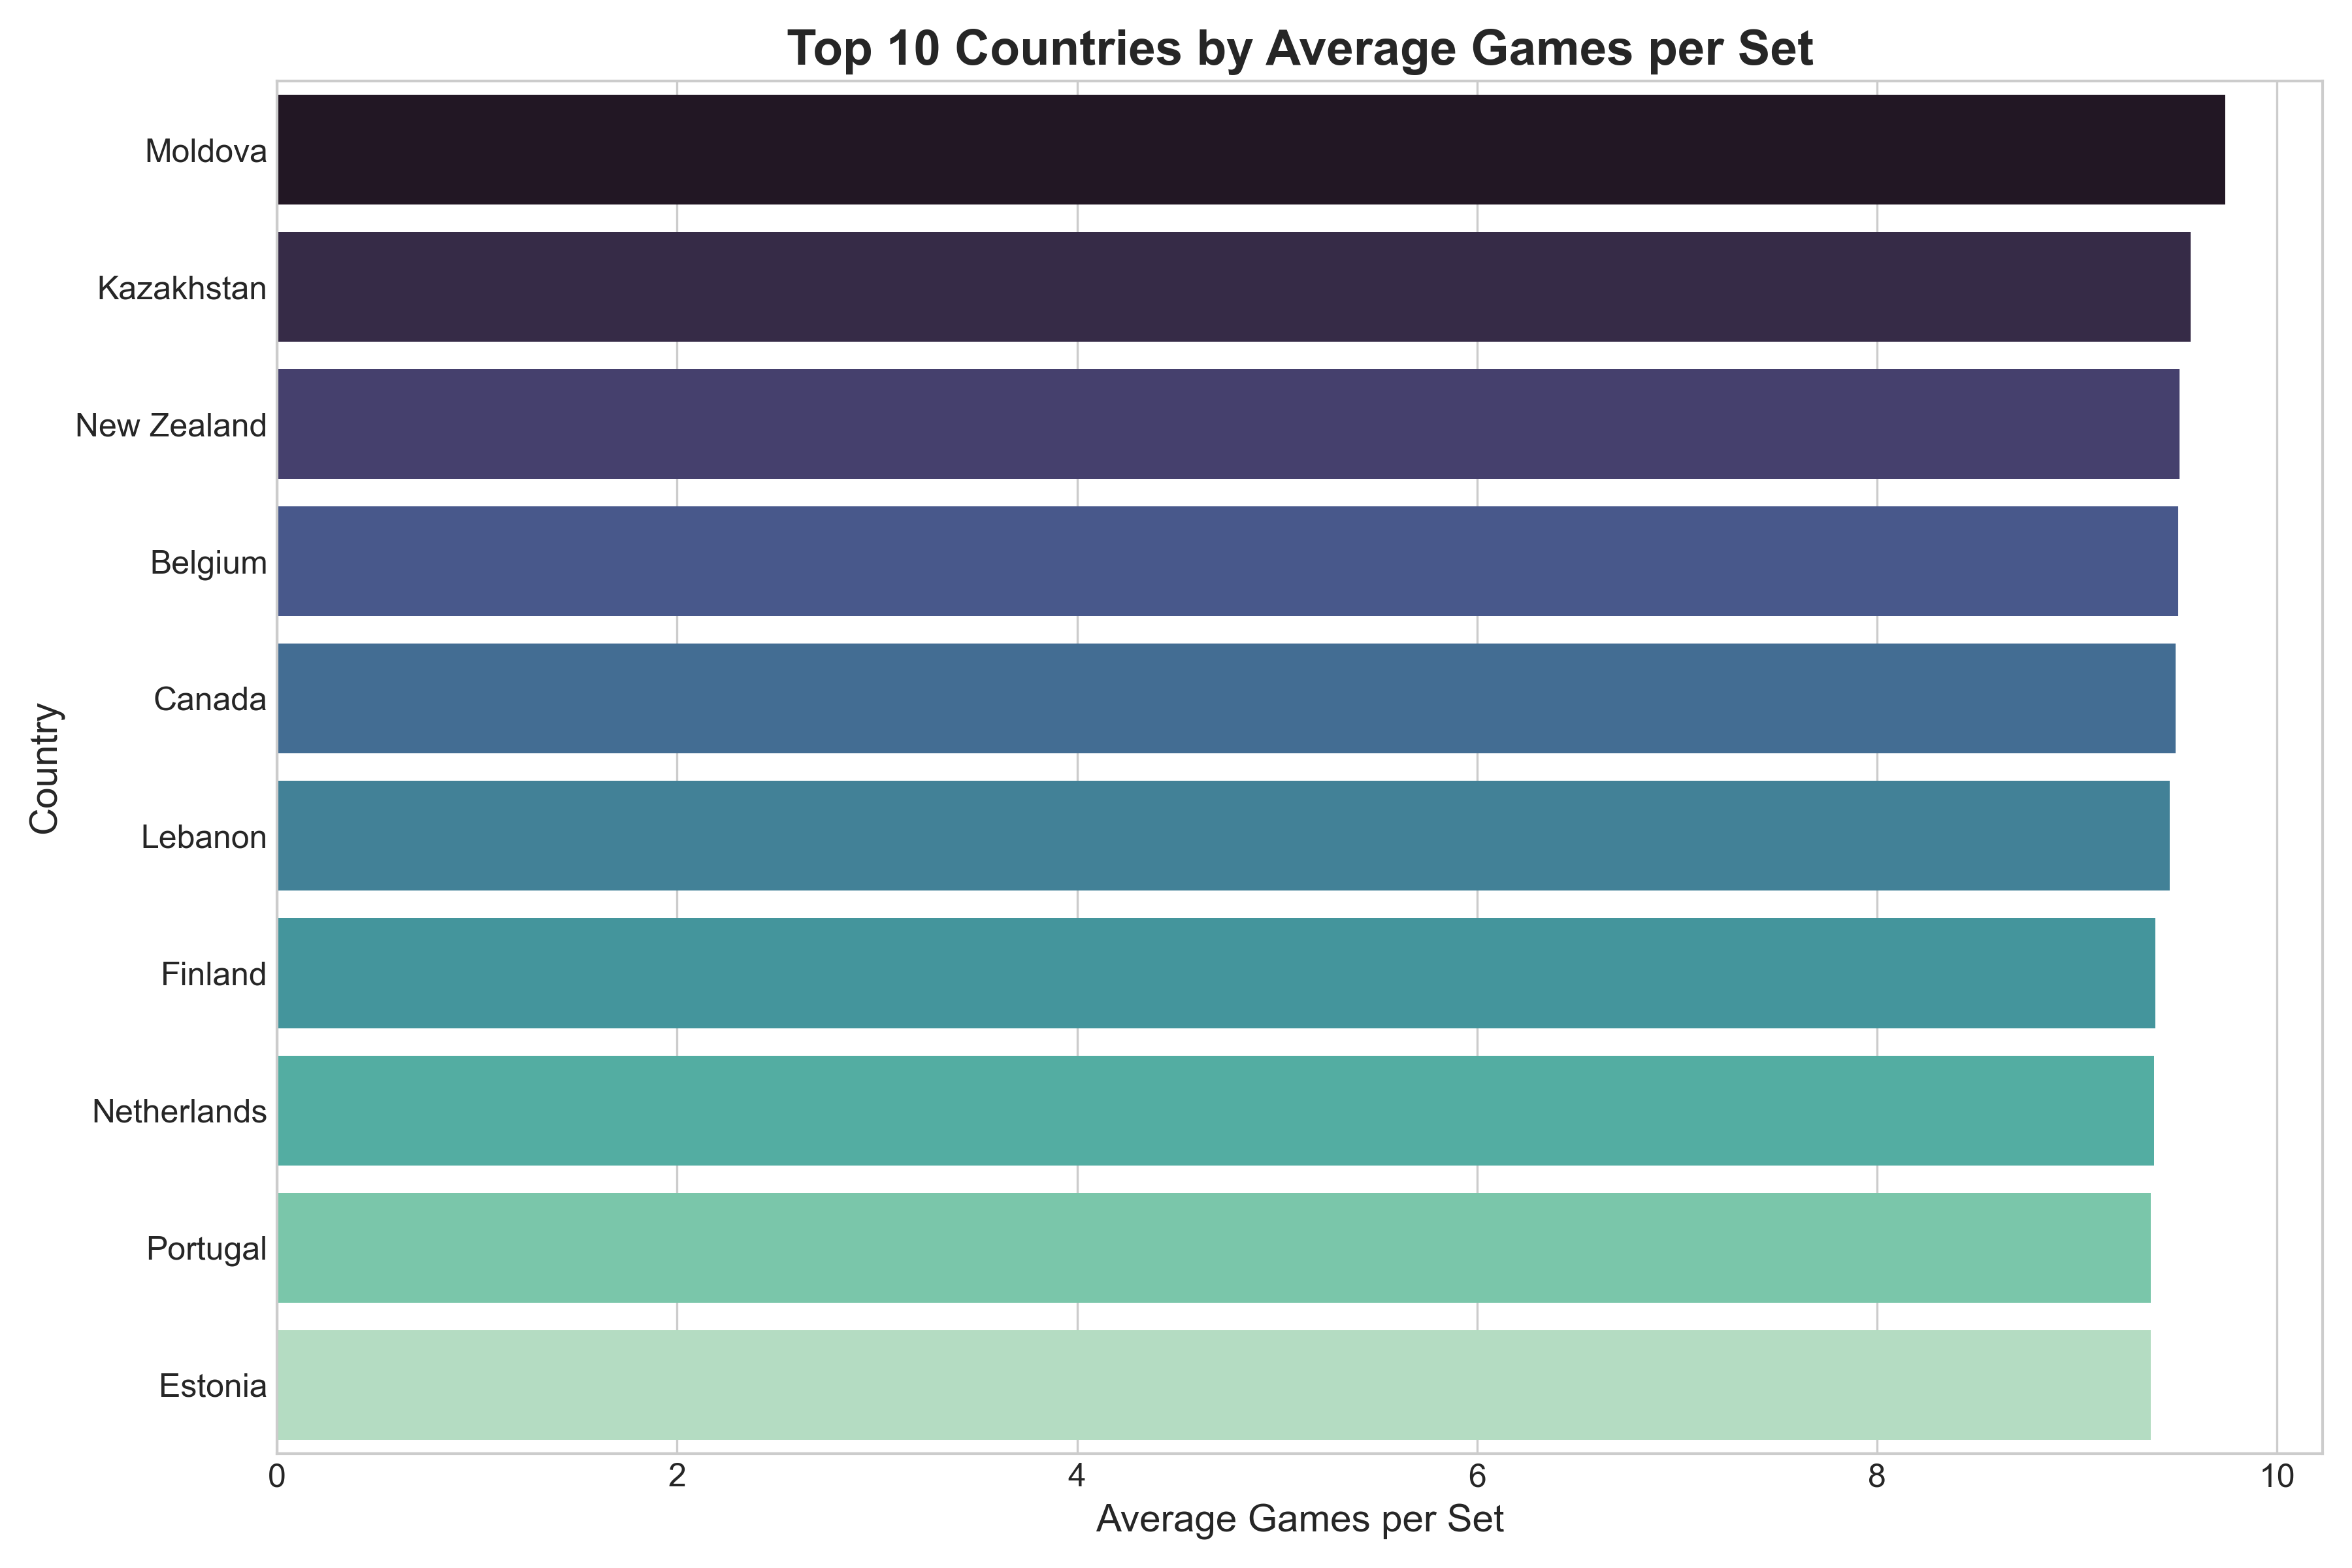 Top 10 Countries by Average Games per Set
Country
Moldova
Kazakhstan
New Zealand
Belgium
Canada
Lebanon
Finland
Netherlands
Portugal
Estonia
0 2 4 6 8 10
Average Games per Set